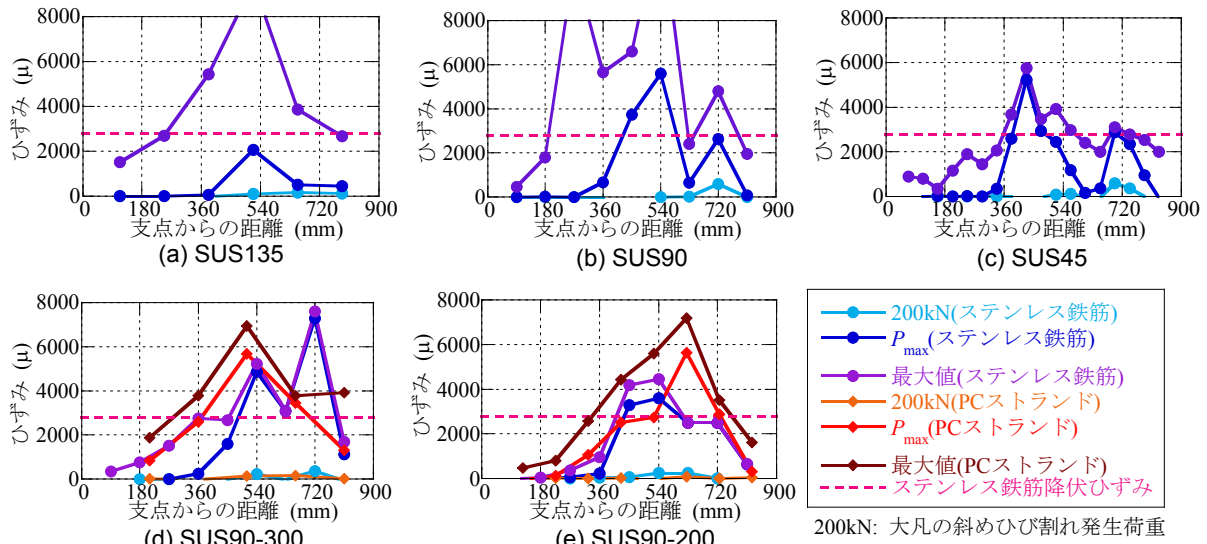 8000
6000
4000
2000
0
ひずみ (μ)
0 180 360 540 720 900
支点からの距離 (mm)
(a) SUS135
8000
6000
4000
2000
0
ひずみ (μ)
0 180 360 540 720 900
支点からの距離 (mm)
(b) SUS90
8000
6000
4000
2000
0
ひずみ (μ)
0 180 360 540 720 900
支点からの距離 (mm)
(c) SUS45
8000
6000
4000
2000
0
ひずみ (μ)
0 180 360 540 720 900
支点からの距離 (mm)
(d) SUS90-300
8000
6000
4000
2000
0
ひずみ (μ)
0 180 360 540 720 900
支点からの距離 (mm)
(e) SUS90-200
200kN(ステンレス鉄筋)
Pmax(ステンレス鉄筋)
最大値(ステンレス鉄筋)
200kN(PCストランド)
Pmax(PCストランド)
最大値(PCストランド)
ステンレス鉄筋降伏ひずみ
200kN: 大凡の斜めひび割れ発生荷重